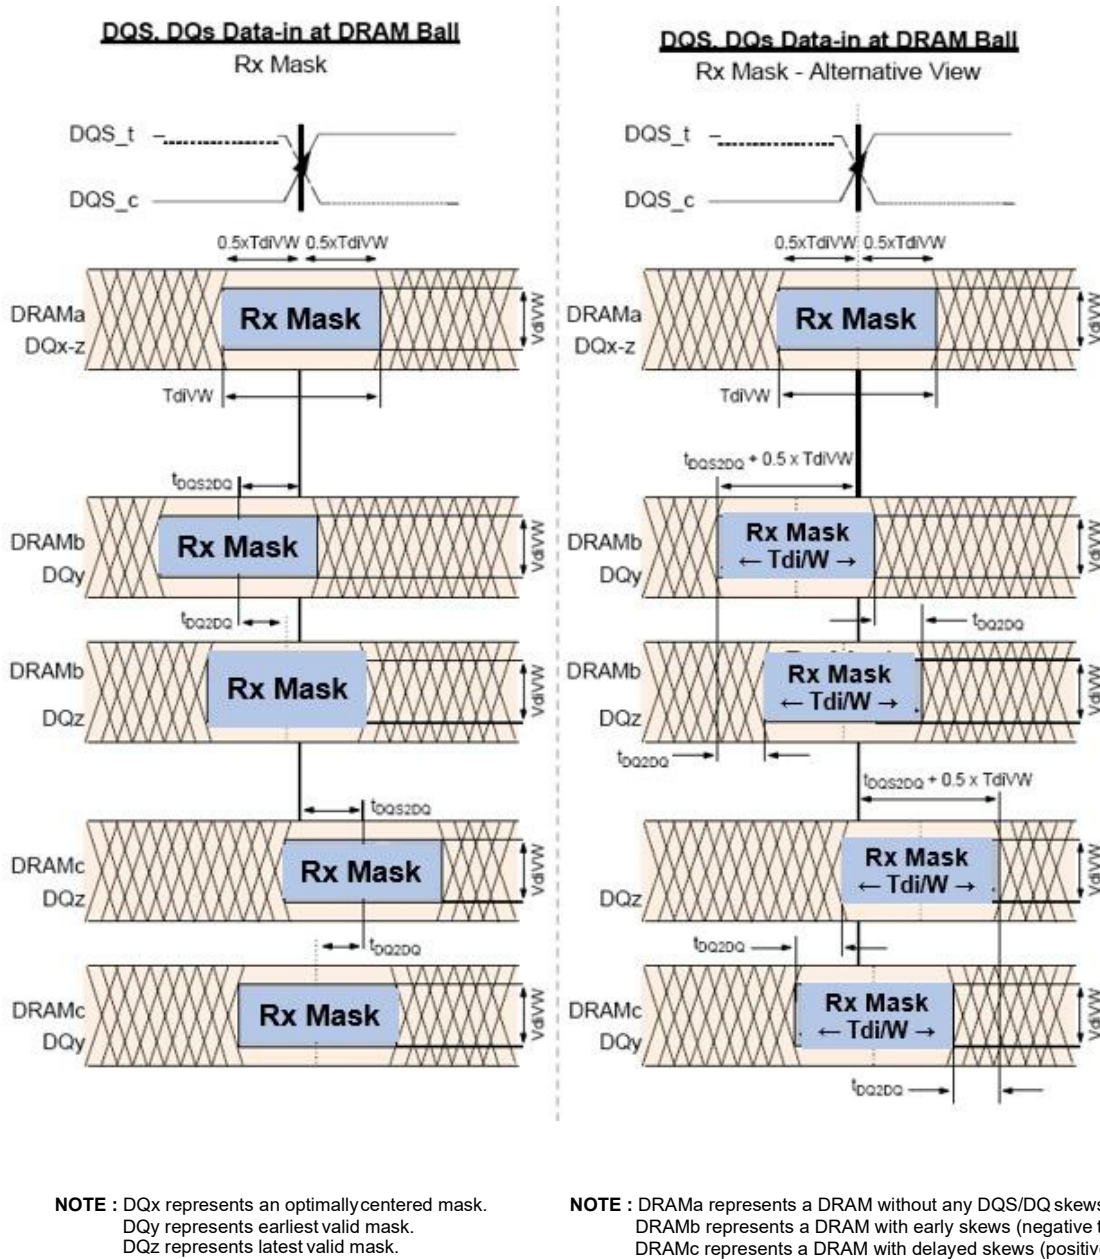 DQS, DQs Data-in at DRAM Ball
Rx Mask
DQS_t
DQS_c
0.5xTdiVW 0.5xTdiVW
DRAMa
DQx-z
Rx Mask
VdiVW
TdiVW
tDQS2DQ
DRAMb
DQy
Rx Mask
VdiVW
tDQ2DQ
DRAMb
DQz
Rx Mask
VdiVW
tDQS2DQ
DRAMc
DQz
Rx Mask
VdiVW
tDQ2DQ
DRAMc
DQy
Rx Mask
VdiVW
NOTE : DQx represents an optimally centered mask.
DQy represents earliest valid mask.
DQz represents latest valid mask.
DQS, DQs Data-in at DRAM Ball
Rx Mask - Alternative View
DQS_t
DQS_c
0.5xTdiVW 0.5xTdiVW
DRAMa
DQx-z
Rx Mask
VdiVW
TdiVW
tDQS2DQ + 0.5 x TdiVW
DRAMb
DQy
Rx Mask
← Tdi/W →
VdiVW
tDQ2DQ
DRAMb
DQz
Rx Mask
← Tdi/W →
VdiVW
tDQ2DQ
tDQS2DQ + 0.5 x TdiVW
DQz
Rx Mask
← Tdi/W →
VdiVW
tDQ2DQ
DRAMc
DQy
Rx Mask
← Tdi/W →
VdiVW
tDQ2DQ
NOTE : DRAMa represents a DRAM without any DQS/DQ skews
DRAMb represents a DRAM with early skews (negative t
DRAMc represents a DRAM with delayed skews (positive